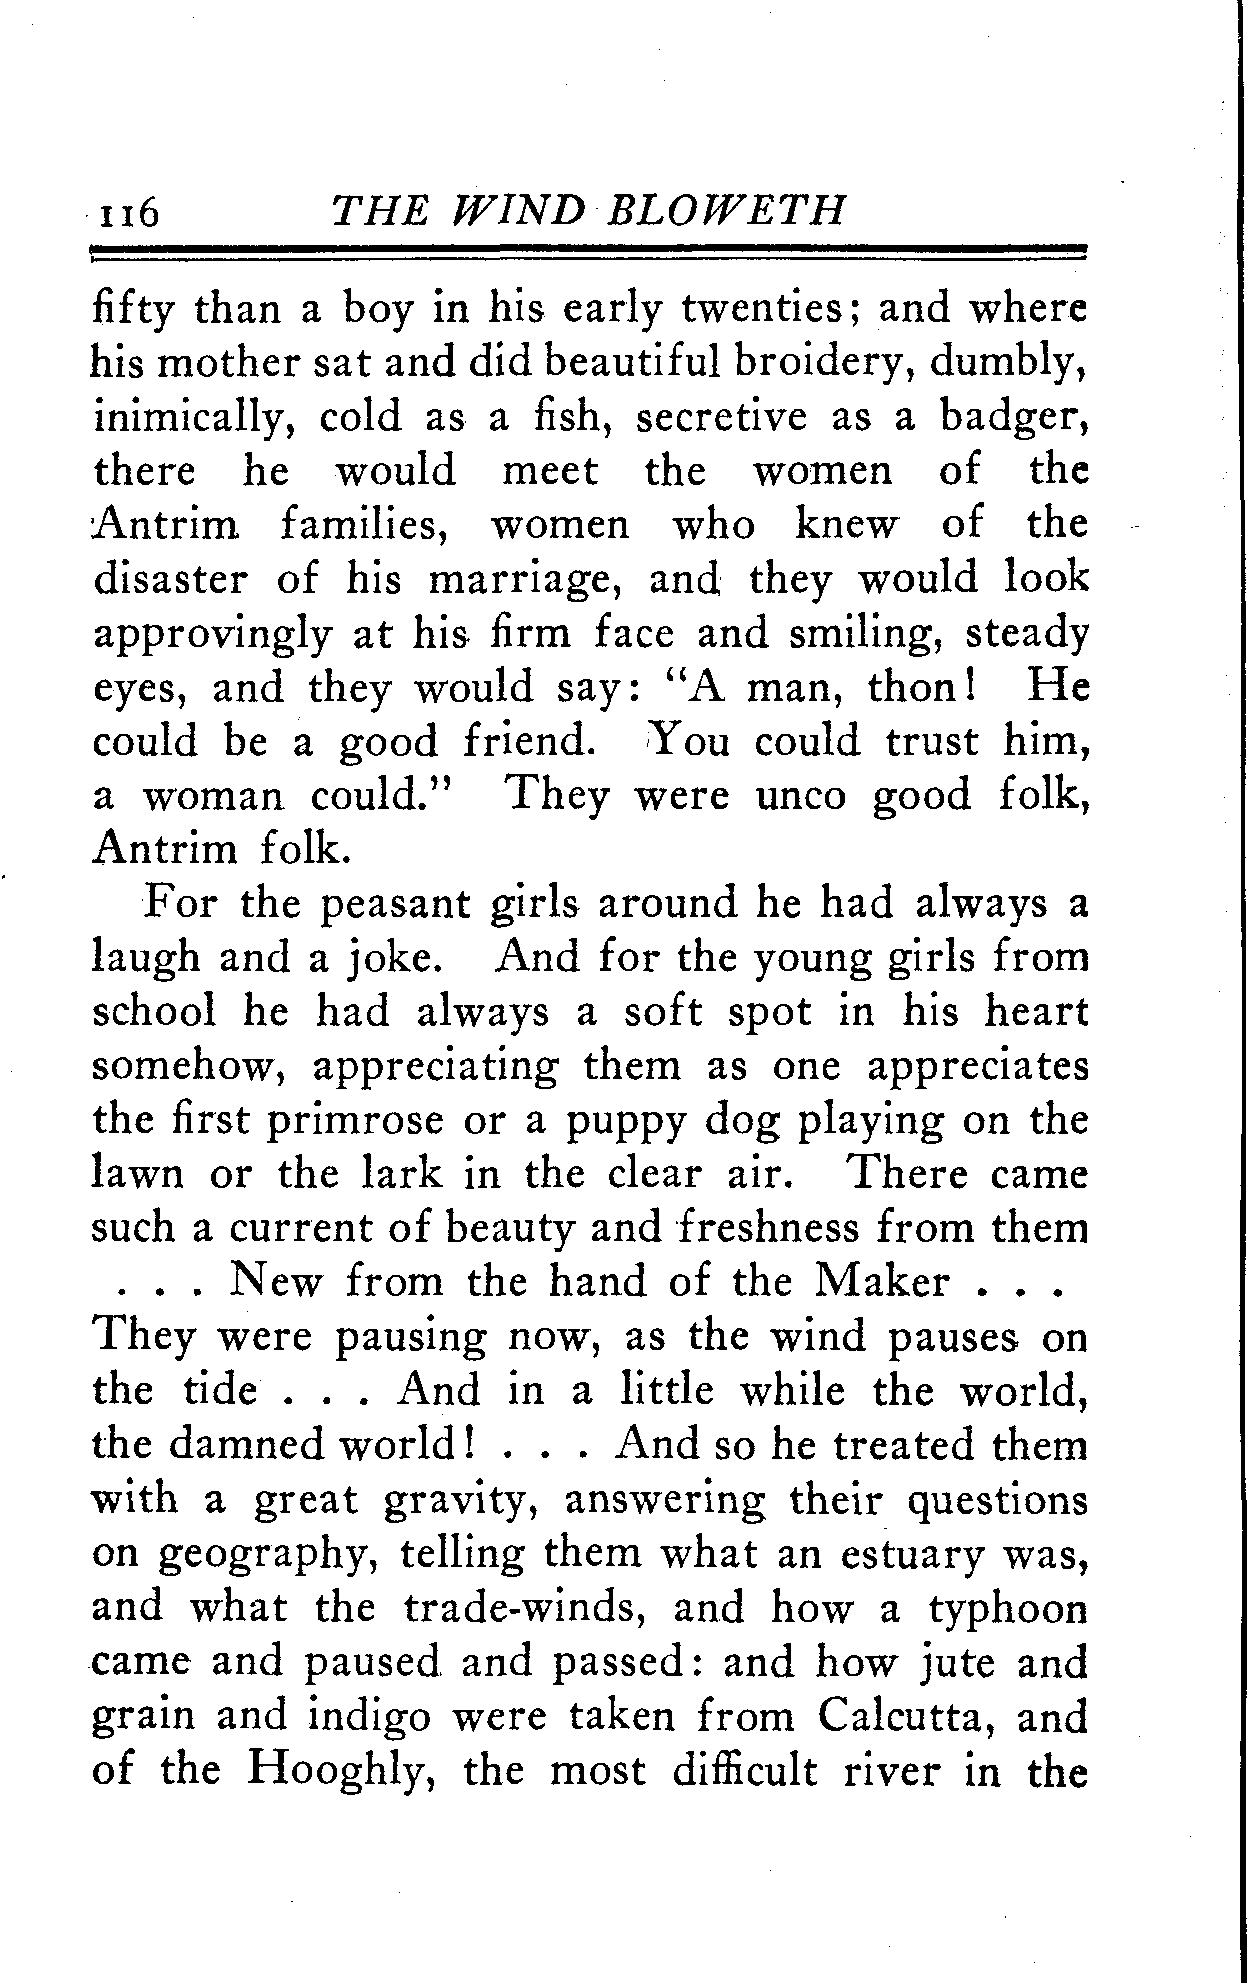 116 THE WIND BLOWETH
fifty than a boy in his early twenties; and where
his mother sat and did beautiful broidery, dumbly,
inimically, cold as a fish, secretive as a badger,
there he would meet the women of the
Antrim families, women who knew of the
disaster of his marriage, and they would look
approvingly at his firm face and smiling, steady
eyes, and they would say: "A man, thon! He
could be a good friend. You could trust him,
a woman could." They were unco good folk,
Antrim folk.
For the peasant girls around he had always a
laugh and a joke. And for the young girls from
school he had always a soft spot in his heart
somehow, appreciating them as one appreciates
the first primrose or a puppy dog playing on the
lawn or the lark in the clear air. There came
such a current of beauty and freshness from them
. . . New from the hand of the Maker . . .
They were pausing now, as the wind pauses on
the tide . . . And in a little while the world,
the damned world! . . . And so he treated them
with a great gravity, answering their questions
on geography, telling them what an estuary was,
and what the trade-winds, and how a typhoon
came and paused and passed: and how jute and
grain and indigo were taken from Calcutta, and
of the Hooghly, the most difficult river in the